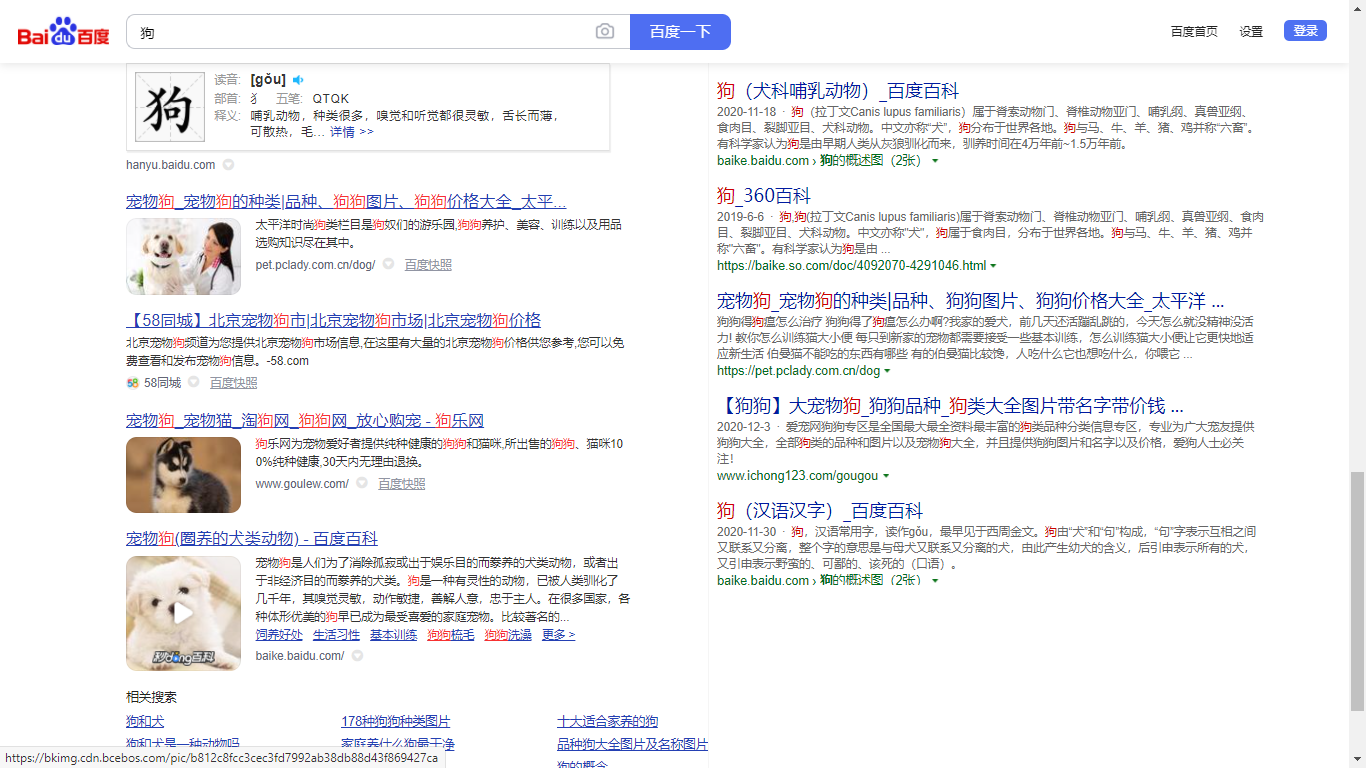 Bai du 百度
狗
百度一下
百度首页 设置 登录
狗
读音: [gǒu]
部首: 犭 五笔: QTQK
释义: 哺乳动物，种类很多，嗅觉和听觉都很灵敏，舌长而薄，
可散热，毛... 详情 >>
hanyu.baidu.com
宠物狗_宠物狗的种类|品种、狗狗图片、狗狗价格大全_太平...
太平洋时尚狗类栏目是狗奴们的游乐园,狗狗养护、美容、训练以及用品
选购知识尽在其中。
pet.pclady.com.cn/dog/ 百度快照
【58同城】北京宠物狗市|北京宠物狗市场|北京宠物狗价格
北京宠物狗频道为您提供北京宠物狗市场信息,在这里有大量的北京宠物狗价格供您参考,您可以免
费查看和发布宠物狗信息。-58.com
58 58同城 百度快照
宠物狗_宠物猫_淘狗网_狗狗网_放心购宠 - 狗乐网
狗乐网为宠物爱好者提供纯种健康的狗狗和猫咪,所出售的狗狗、猫咪10
0%纯种健康,30天内无理由退换。
www.goulew.com/ 百度快照
宠物狗(圈养的犬类动物) - 百度百科
宠物狗是人们为了消除孤寂或出于娱乐目的而豢养的犬类动物，或者出
于非经济目的而豢养的犬类。狗是一种有灵性的动物，已被人类驯化了
几千年，其嗅觉灵敏，动作敏捷，善解人意，忠于主人。在很多国家，各
种体形优美的狗早已成为最受喜爱的家庭宠物。比较著名的...
饲养好处 生活习性 基本训练 狗狗梳毛 狗狗洗澡 更多 >
秒dong百科
baike.baidu.com/
相关搜索
狗和犬 178种狗狗种类图片 十大适合家养的狗
狗和犬是一种动物吗 家庭养什么狗最干净 品种狗大全图片及名称图片
狗的概念
https://bkimg.cdn.bcebos.com/pic/b812c8fcc3cec3fd7992ab38db88d43f869427ca
狗（犬科哺乳动物）_百度百科
2020-11-18 · 狗（拉丁文Canis lupus familiaris）属于脊索动物门、脊椎动物亚门、哺乳纲、真兽亚纲、
食肉目、裂脚亚目、犬科动物。中文亦称“犬”，狗分布于世界各地。狗与马、牛、羊、猪、鸡并称“六畜”。
有科学家认为狗是由早期人类从灰狼驯化而来，驯养时间在4万年前~1.5万年前。
baike.baidu.com › 狗的概述图（2张）
狗_360百科
2019-6-6 · 狗,狗(拉丁文Canis lupus familiaris)属于脊索动物门、脊椎动物亚门、哺乳纲、真兽亚纲、食肉
目、裂脚亚目、犬科动物。中文亦称“犬”，狗属于食肉目，分布于世界各地。狗与马、牛、羊、猪、鸡并
称“六畜”。有科学家认为狗是由 ...
https://baike.so.com/doc/4092070-4291046.html
宠物狗_宠物狗的种类|品种、狗狗图片、狗狗价格大全_太平洋 ...
狗狗得狗瘟怎么治疗 狗狗得了狗瘟怎么办啊?我家的爱犬，前几天还活蹦乱跳的，今天怎么就没精神没活
力! 教你怎么训练猫大小便 每只到新家的宠物都需要接受一些基本训练，怎么训练猫大小便让它更快地适
应新生活 伯曼猫不能吃的东西有哪些 有的伯曼猫比较馋，人吃什么它也想吃什么，你喂它 ...
https://pet.pclady.com.cn/dog
【狗狗】大宠物狗_狗狗品种_狗类大全图片带名字带价钱 ...
2020-12-3 · 爱宠网狗狗专区是全国最大最全资料最丰富的狗类品种分类信息专区，专业为广大宠友提供
狗狗大全，全部狗类的品种和图片以及宠物狗大全，并且提供狗狗图片和名字以及价格，爱狗人士必关
注!
www.ichong123.com/gougou
狗（汉语汉字）_百度百科
2020-11-30 · 狗，汉语常用字，读作gǒu，最早见于西周金文。狗由“犬”和“句”构成，“句”字表示互相之间
又联系又分离，整个字的意思是与母犬又联系又分离的犬，由此产生幼犬的含义，后引申表示所有的犬，
又引申表示野蛮的、可鄙的、该死的（口语）。
baike.baidu.com › 狗的概述图（2张）